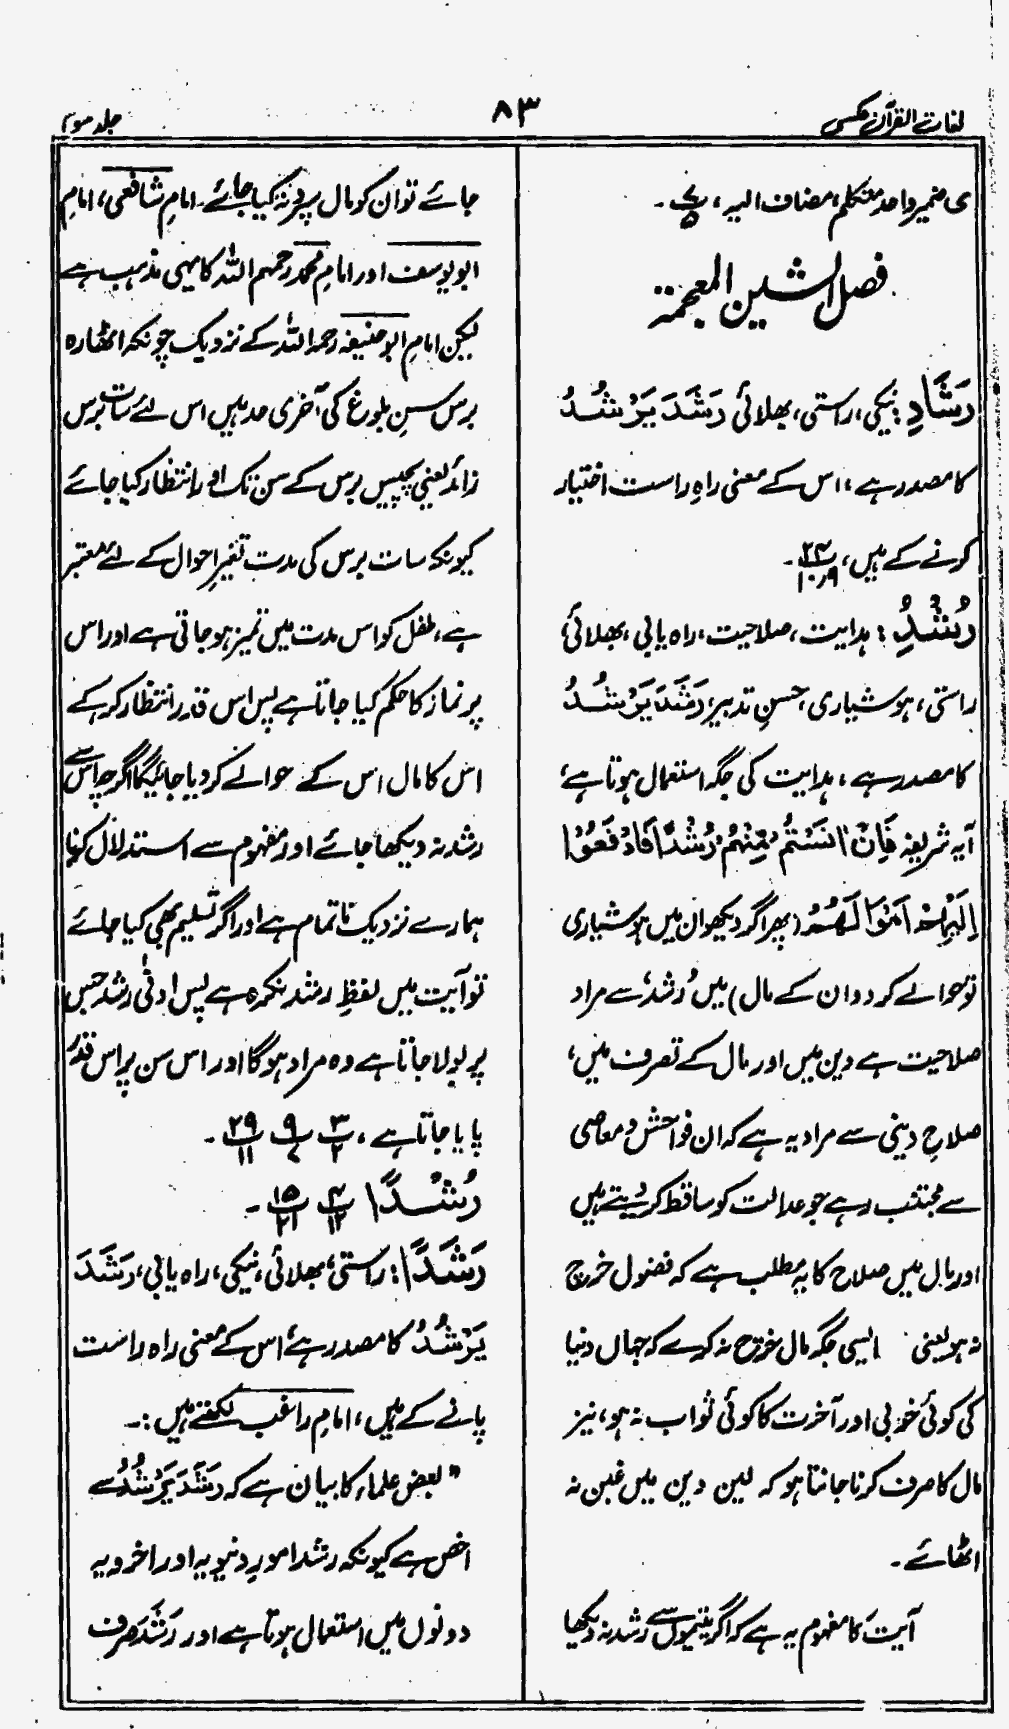 لغات القرآن عکسی
۸۳
جلد سوم
ی ضمیر واحد متکلم، مضاف الیہ،
فصل الشین المعجمۃ
رَشَادِ: نیکی، راستی، بھلائی رَشَدَ یَرْشُدُ
کا مصدر ہے، اس کے معنی راہِ راست اختیار
کرنے کے ہیں، ۲۴/۱۰،۹ ۔
رُشْدُ: ہدایت، صلاحیت، راہ یابی، بھلائی،
راستی، ہوشیاری، حسنِ تدبیر، رَشَدَ یَرْشُدُ
کا مصدر ہے، ہدایت کی جگہ استعمال ہوتا ہے،
آیہ شریفہ فَاِنْ اٰنَسْتُمْ مِّنْهُمْ رُشْدًا فَادْفَعُوْا
اِلَیْهِمْ اَمْوَالَهُمْ (پھر اگر دیکھو ان میں ہوشیاری
تو حوالے کردو ان کے مال) میں رُشد، سے مراد
صلاحیت ہے دین میں اور مال کے تصرف میں،
صلاحِ دینی سے مراد یہ ہے کہ ان فواحش و معاصی
سے مجتنب رہے جو عدالت کو ساقط کر دیتے ہیں
اور مال میں صلاح کا یہ مطلب ہے کہ فضول خرچ
نہ ہو یعنی ایسی جگہ مال خرچ نہ کرے کہ جہاں دنیا
کی کوئی خوبی اور آخرت کا کوئی ثواب نہ ہو، نیز
مال کا صرف کرنا جانتا ہو کہ لین دین میں غبن نہ
اٹھائے۔
آیت کا مفہوم یہ ہے کہ اگر یتیموں سے رشد نہ دیکھا
جائے تو ان کو مال سپرد نہ کیا جائے۔ امامِ شافعی، امامِ
ابو یوسف اور امامِ محمد رحمہم اللہ کا یہی مذہب ہے
لیکن امامِ ابو حنیفہ رحمہ اللہ کے نزدیک چونکہ اٹھارہ
برس سنِ بلوغ کی آخری حد ہیں اس لئے سات برس
زائد یعنی پچیس برس کے سن تک اور انتظار کیا جائے
کیونکہ سات برس کی مدت تغیرِ احوال کے لئے معتبر
ہے، طفل کو اس مدت میں تمیز ہو جاتی ہے اور اس
پر نماز کا حکم کیا جاتا ہے پس اس قدر انتظار کر کے
اس کا مال اس کے حوالے کر دیا جائیگا اگرچہ اس سے
رشد نہ دیکھا جائے اور مفہوم سے استدلال کرنا
ہمارے نزدیک ناتمام ہے اور اگر تسلیم بھی کیا جائے
تو آیت میں لفظِ رشد نکرہ ہے پس ادنٰی رشد جس
پر بولا جاتا ہے وہ مراد ہوگا اور اس سن پر اس قدر
پایا جاتا ہے، ۳/۲ ۹/۷ ۲۹/۱۱ ۔
رُشْدًا ۴/۱۲ ۱۵/۲۱ ۔
رَشَدًا: راستی، بھلائی، نیکی، راہ یابی، رَشَدَ
یَرْشُدُ کا مصدر ہے، اس کے معنی راہ راست
پانے کے ہیں، امامِ راغب لکھتے ہیں:۔
"بعض علماء کا بیان ہے کہ رَشَدَ یَرْشُدُ سے
اخص ہے کیونکہ رشد امورِ دنیویہ اور اخرویہ
دونوں میں استعمال ہوتا ہے اور رَشَدَ صرف